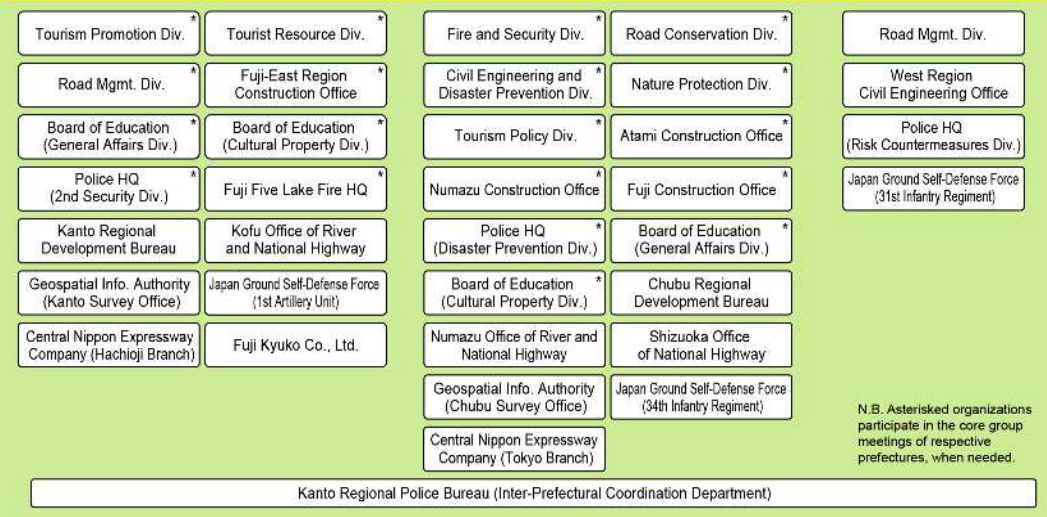 Tourism Promotion Div. *
Tourist Resource Div. *
Road Mgmt. Div. *
Fuji-East Region *
Construction Office
Board of Education *
(General Affairs Div.)
Board of Education *
(Cultural Property Div.)
Police HQ *
(2nd Security Div.)
Fuji Five Lake Fire HQ *
Kanto Regional
Development Bureau
Kofu Office of River
and National Highway
Geospatial Info. Authority
(Kanto Survey Office)
Japan Ground Self-Defense Force
(1st Artillery Unit)
Central Nippon Expressway
Company (Hachioji Branch)
Fuji Kyuko Co., Ltd.
Fire and Security Div. *
Road Conservation Div. *
Civil Engineering and *
Disaster Prevention Div.
Nature Protection Div. *
Tourism Policy Div. *
Atami Construction Office *
Numazu Construction Office *
Fuji Construction Office *
Police HQ *
(Disaster Prevention Div.)
Board of Education *
(General Affairs Div.)
Board of Education *
(Cultural Property Div.)
Chubu Regional
Development Bureau
Numazu Office of River and
National Highway
Shizuoka Office
of National Highway
Geospatial Info. Authority
(Chubu Survey Office)
Japan Ground Self-Defense Force
(34th Infantry Regiment)
Central Nippon Expressway
Company (Tokyo Branch)
Road Mgmt. Div.
West Region
Civil Engineering Office
Police HQ
(Risk Countermeasures Div.)
Japan Ground Self-Defense Force
(31st Infantry Regiment)
N.B. Asterisked organizations
participate in the core group
meetings of respective
prefectures, when needed.
Kanto Regional Police Bureau (Inter-Prefectural Coordination Department)